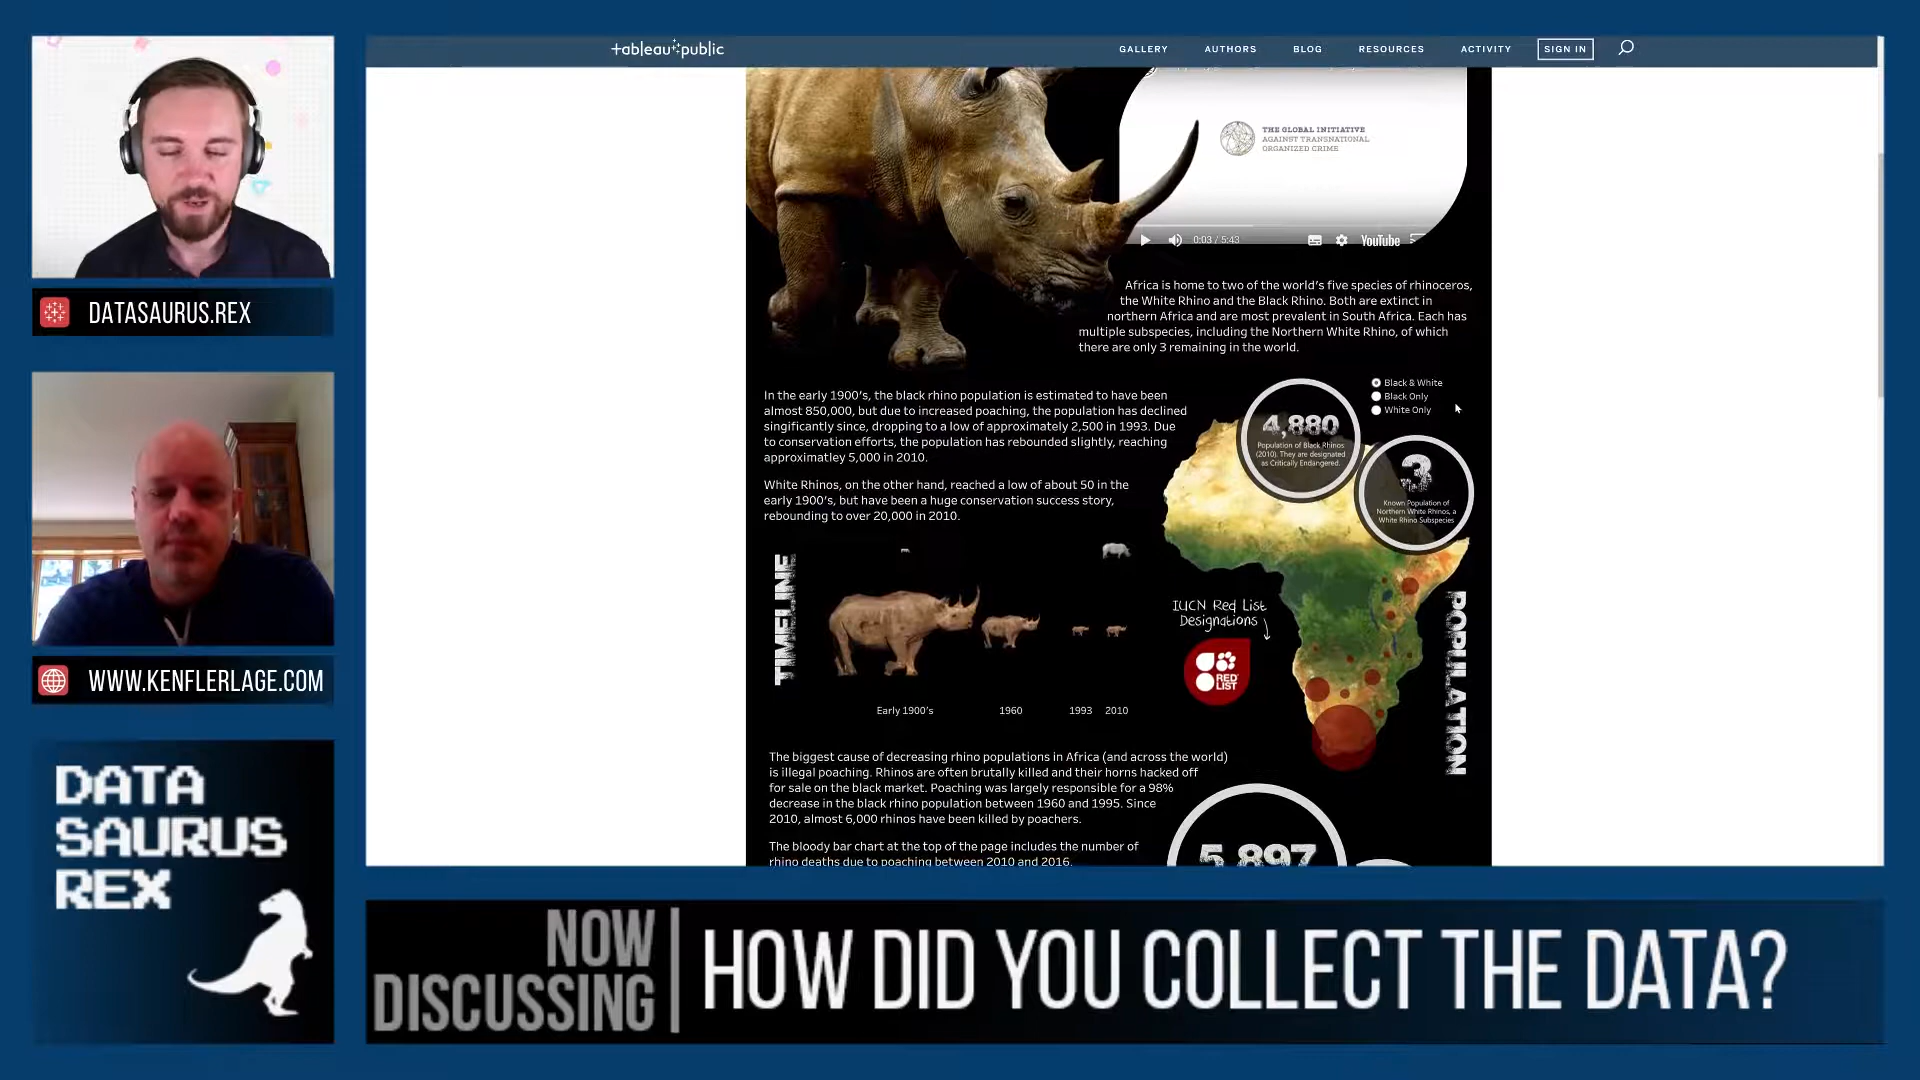 DATASAURUS.REX
WWW.KENFLERLAGE.COM
DATA
SAURUS
REX
+ableau public
GALLERY
AUTHORS
BLOG
RESOURCES
ACTIVITY
SIGN IN
THE GLOBAL INITIATIVE
AGAINST TRANSNATIONAL
ORGANIZED CRIME
0:03 / 5:43
YouTube
Africa is home to two of the world's five species of rhinoceros,
the White Rhino and the Black Rhino. Both are extinct in
northern Africa and are most prevalent in South Africa. Each has
multiple subspecies, including the Northern White Rhino, of which
there are only 3 remaining in the world.
In the early 1900's, the black rhino population is estimated to have been
almost 850,000, but due to increased poaching, the population has declined
singificantly since, dropping to a low of approximately 2,500 in 1993. Due
to conservation efforts, the population has rebounded slightly, reaching
approximatley 5,000 in 2010.
White Rhinos, on the other hand, reached a low of about 50 in the
early 1900's, but have been a huge conservation success story,
rebounding to over 20,000 in 2010.
Black & White
Black Only
White Only
4,880
Population of Black Rhinos
(2010). They are designated
as Critically Endangered.
3
Known Population of
Northern White Rhinos, a
White Rhino Subspecies
TIMELINE
Early 1900's
1960
1993
2010
IUCN Red List
Designations
RED
LIST
POPULATION
The biggest cause of decreasing rhino populations in Africa (and across the world)
is illegal poaching. Rhinos are often brutally killed and their horns hacked off
for sale on the black market. Poaching was largely responsible for a 98%
decrease in the black rhino population between 1960 and 1995. Since
2010, almost 6,000 rhinos have been killed by poachers.
The bloody bar chart at the top of the page includes the number of
rhino deaths due to poaching between 2010 and 2016.
5,897
NOW
DISCUSSING
HOW DID YOU COLLECT THE DATA?